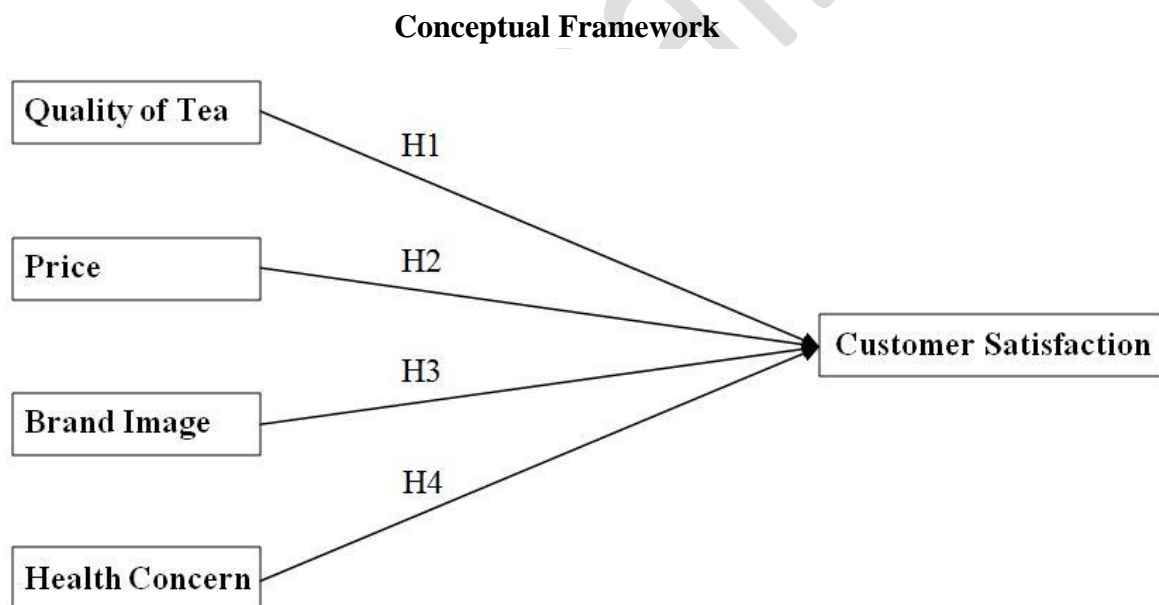 Conceptual Framework
Quality of Tea
H1
Price
H2
Customer Satisfaction
H3
Brand Image
H4
Health Concern